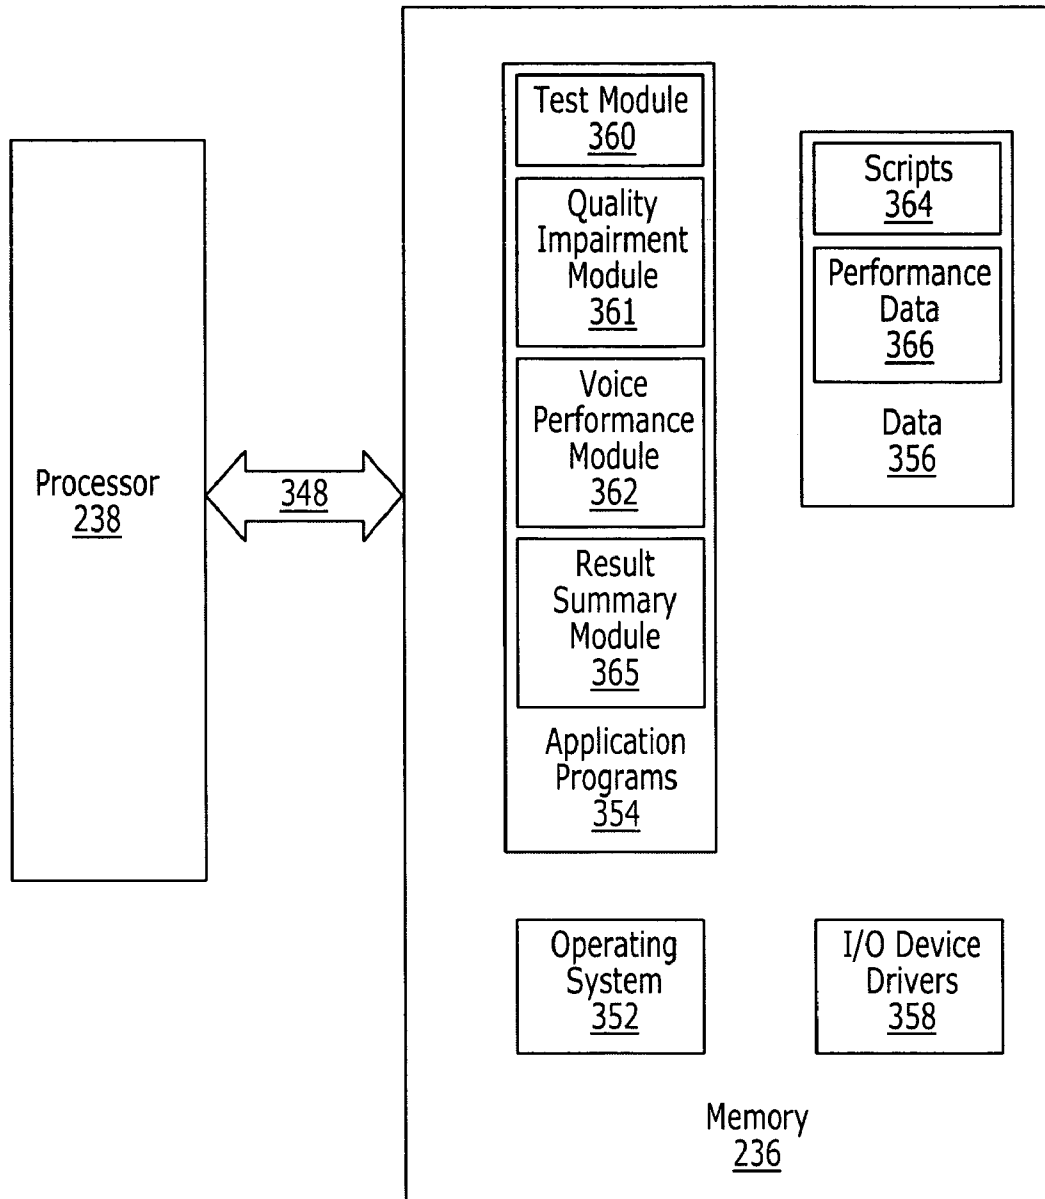 Processor
238
348
Test Module
360
Quality
Impairment
Module
361
Voice
Performance
Module
362
Result
Summary
Module
365
Application
Programs
354
Scripts
364
Performance
Data
366
Data
356
Operating
System
352
I/O Device
Drivers
358
Memory
236